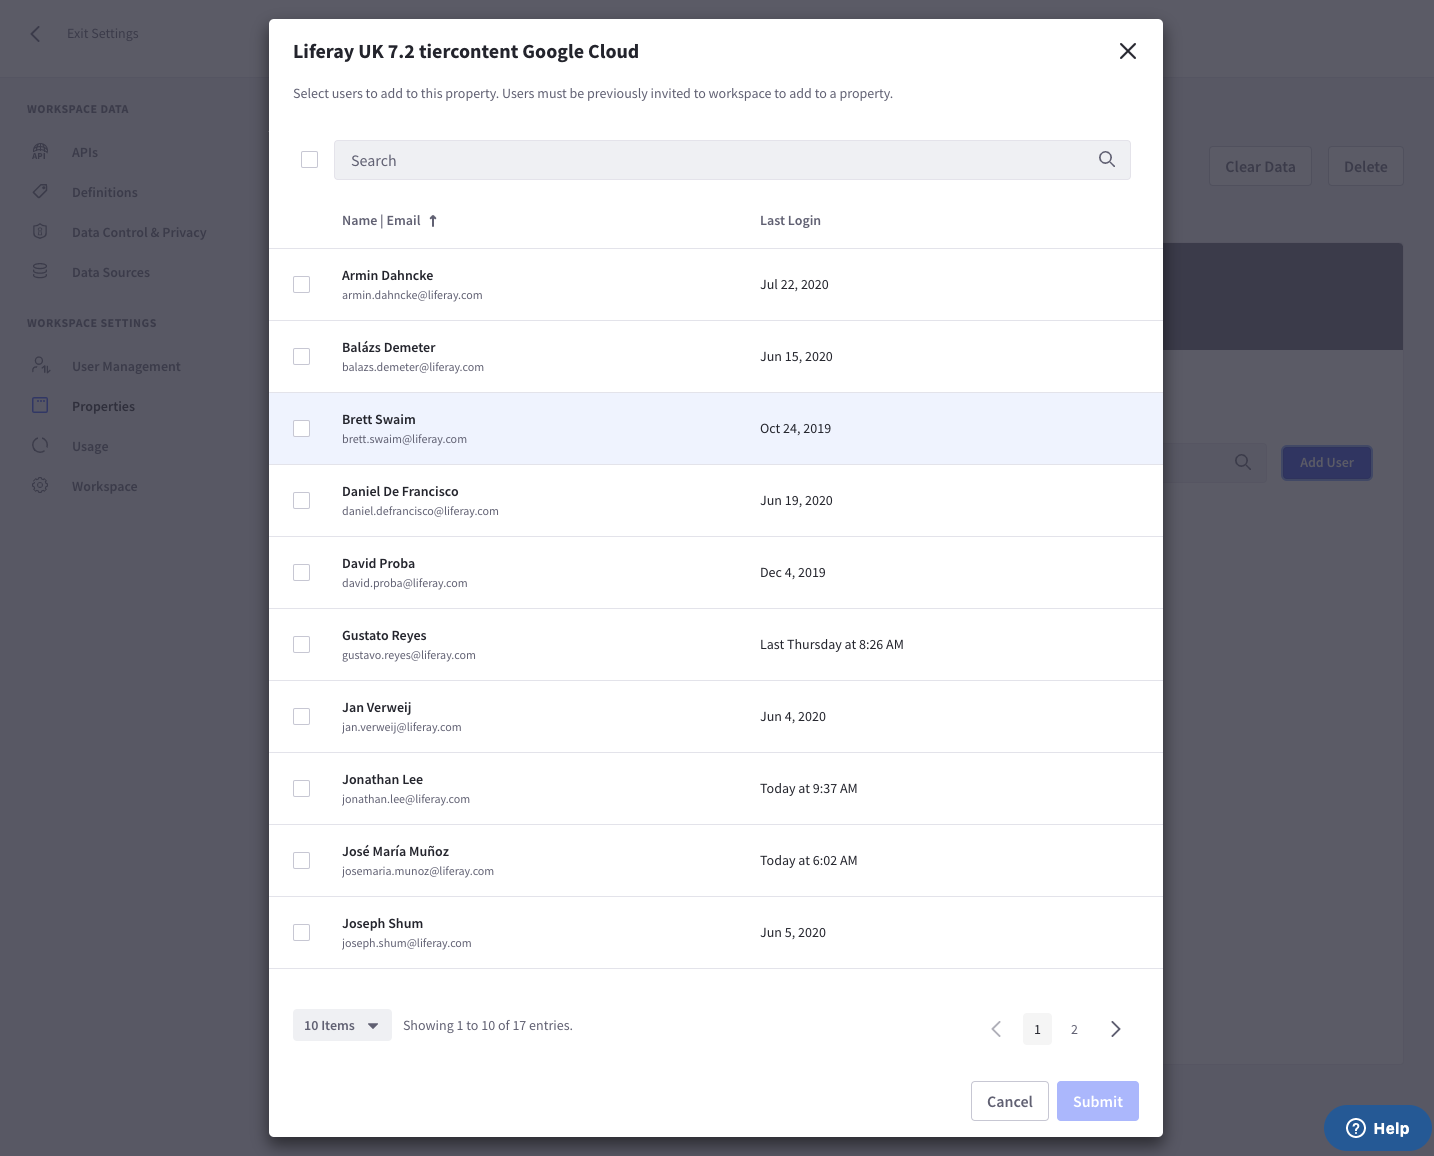 Exit Settings
WORKSPACE DATA
APIs
Definitions
Data Control & Privacy
Data Sources
WORKSPACE SETTINGS
User Management
Properties
Usage
Workspace
Clear Data
Delete
Add User
Liferay UK 7.2 tiercontent Google Cloud
Select users to add to this property. Users must be previously invited to workspace to add to a property.
Search
Name | Email
Last Login
Armin Dahncke
armin.dahncke@liferay.com
Jul 22, 2020
Balázs Demeter
balazs.demeter@liferay.com
Jun 15, 2020
Brett Swaim
brett.swaim@liferay.com
Oct 24, 2019
Daniel De Francisco
daniel.defrancisco@liferay.com
Jun 19, 2020
David Proba
david.proba@liferay.com
Dec 4, 2019
Gustato Reyes
gustavo.reyes@liferay.com
Last Thursday at 8:26 AM
Jan Verweij
jan.verweij@liferay.com
Jun 4, 2020
Jonathan Lee
jonathan.lee@liferay.com
Today at 9:37 AM
José María Muñoz
josemaria.munoz@liferay.com
Today at 6:02 AM
Joseph Shum
joseph.shum@liferay.com
Jun 5, 2020
10 Items
Showing 1 to 10 of 17 entries.
1
2
Cancel
Submit
Help